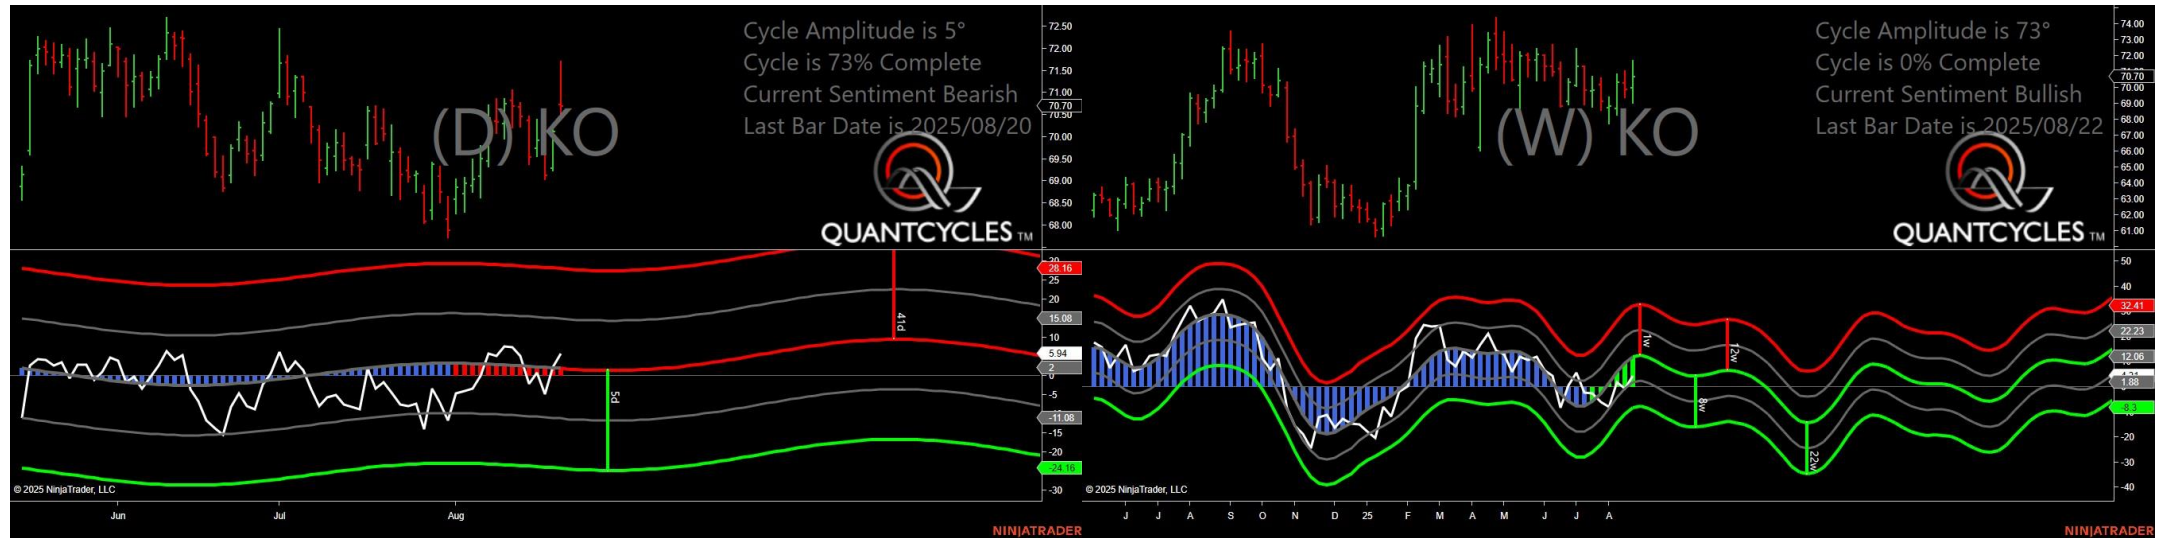 Cycle Amplitude is 5°
Cycle is 73% Complete
Current Sentiment Bearish
Last Bar Date is 2025/08/20
(D) KO
QUANTCYCLES TM
72.50
72.00
71.50
71.00
70.70
70.50
70.00
69.50
69.00
68.50
68.00
28.16
25
20
15.08
10
5.94
2
-5
-11.08
-15
-20
-24.16
-30
41d
5d
© 2025 NinjaTrader, LLC
Jun Jul Aug
NINJATRADER
Cycle Amplitude is 73°
Cycle is 0% Complete
Current Sentiment Bullish
Last Bar Date is 2025/08/22
(W) KO
QUANTCYCLES TM
74.00
73.00
72.00
70.70
70.00
69.00
68.00
67.00
66.00
65.00
64.00
63.00
62.00
61.00
50
40
32.41
22.23
12.06
1.88
-8.3
-20
-30
-40
1w
12w
8w
22w
© 2025 NinjaTrader, LLC
J J A S O N D 25 F M A M J J A
NINJATRADER